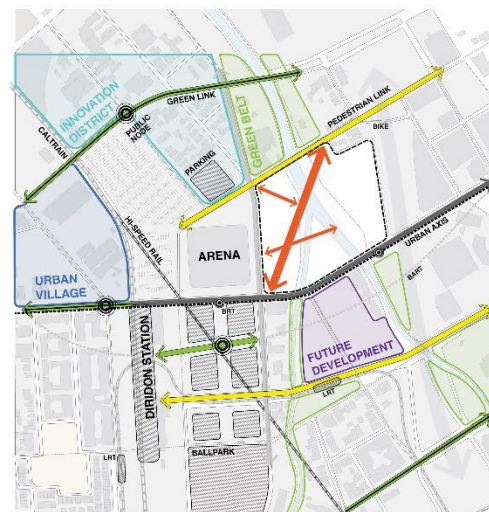 GREEN LINK
INNOVATION
DISTRICT
PUBLIC
NODE
GREEN BELT
PEDESTRIAN LINK
BIKE
CALTRAIN
PARKING
HI-SPEED RAIL
ARENA
URBAN AXIS
URBAN
VILLAGE
BART
BRT
DIRIDON STATION
FUTURE
DEVELOPMENT
LRT
LRT
BALLPARK